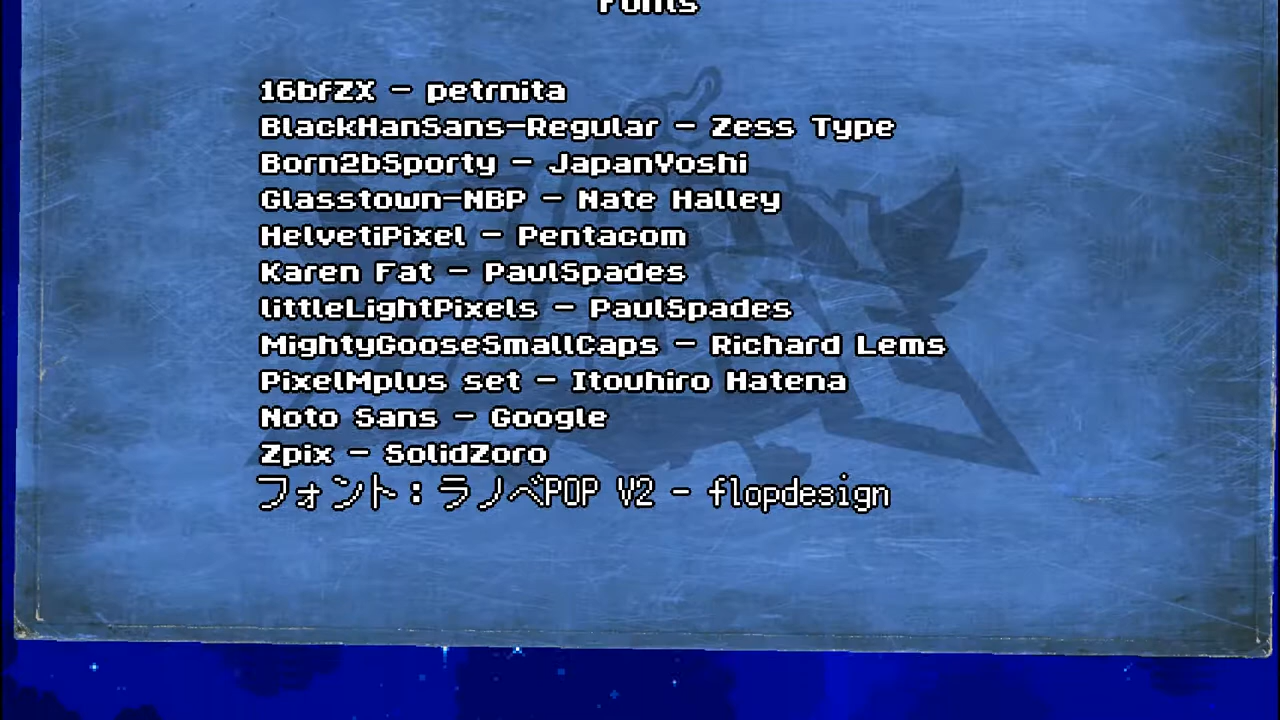 Fonts
16bfZX - petrnita
BlackHanSans-Regular - Zess Type
Born2bSporty - JapanYoshi
Glasstown-NBP - Nate Halley
HelvetiPixel - Pentacom
Karen Fat - PaulSpades
littleLightPixels - PaulSpades
MightyGooseSmallCaps - Richard Lems
PixelMplus set - Itouhiro Hatena
Noto Sans - Google
Zpix - SolidZoro
フォント：ラノベPOP V2 - flopdesign